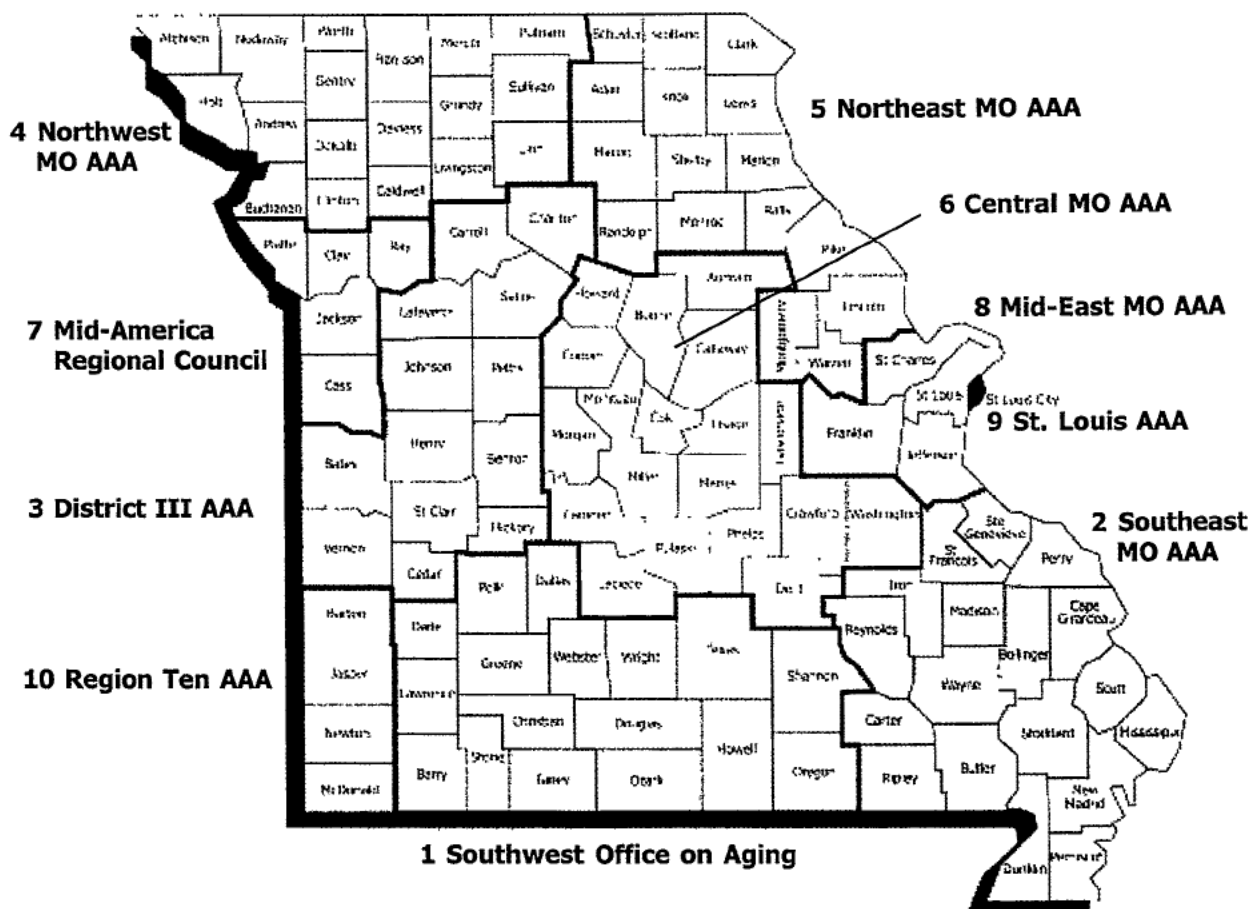 Atchison
Nodaway
Worth
Harrison
Mercer
Putnam
Schuyler
Scotland
Clark
Gentry
Sullivan
Adair
Knox
Lewis
Holt
Andrew
Grundy
5 Northeast MO AAA
4 Northwest
MO AAA
DeKalb
Daviess
Linn
Macon
Shelby
Marion
Livingston
Buchanan
Clinton
Caldwell
6 Central MO AAA
Chariton
Randolph
Monroe
Ralls
Platte
Clay
Ray
Carroll
Pike
Audrain
Saline
Howard
Boone
Lafayette
Lincoln
8 Mid-East MO AAA
Jackson
7 Mid-America
Regional Council
Callaway
Montgomery
Warren
St Charles
Johnson
Pettis
Cooper
Cass
St Louis
St Louis City
Moniteau
Cole
Osage
Gasconade
Franklin
9 St. Louis AAA
Morgan
Henry
Benton
Jefferson
Bates
Miller
Maries
3 District III AAA
St Clair
Camden
Crawford
Washington
Hickory
Phelps
Ste
Genevieve
2 Southeast
MO AAA
Vernon
Pulaski
St
Francois
Perry
Cedar
Polk
Dallas
Laclede
Dent
Iron
Barton
Dade
Madison
Cape
Girardeau
Reynolds
Webster
Wright
Texas
Greene
Bollinger
Shannon
10 Region Ten AAA
Jasper
Lawrence
Wayne
Scott
Christian
Douglas
Carter
Newton
Stoddard
Mississippi
Howell
Stone
Barry
Taney
Ozark
Oregon
Ripley
Butler
McDonald
New
Madrid
1 Southwest Office on Aging
Dunklin
Pemiscot